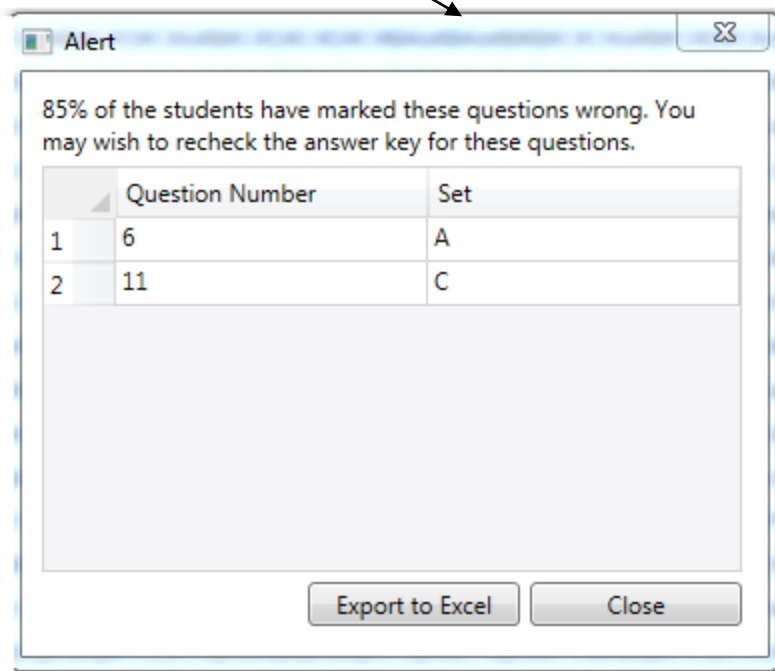 Alert
85% of the students have marked these questions wrong. You
may wish to recheck the answer key for these questions.
Question Number Set
1 6 A
2 11 C
Export to Excel Close